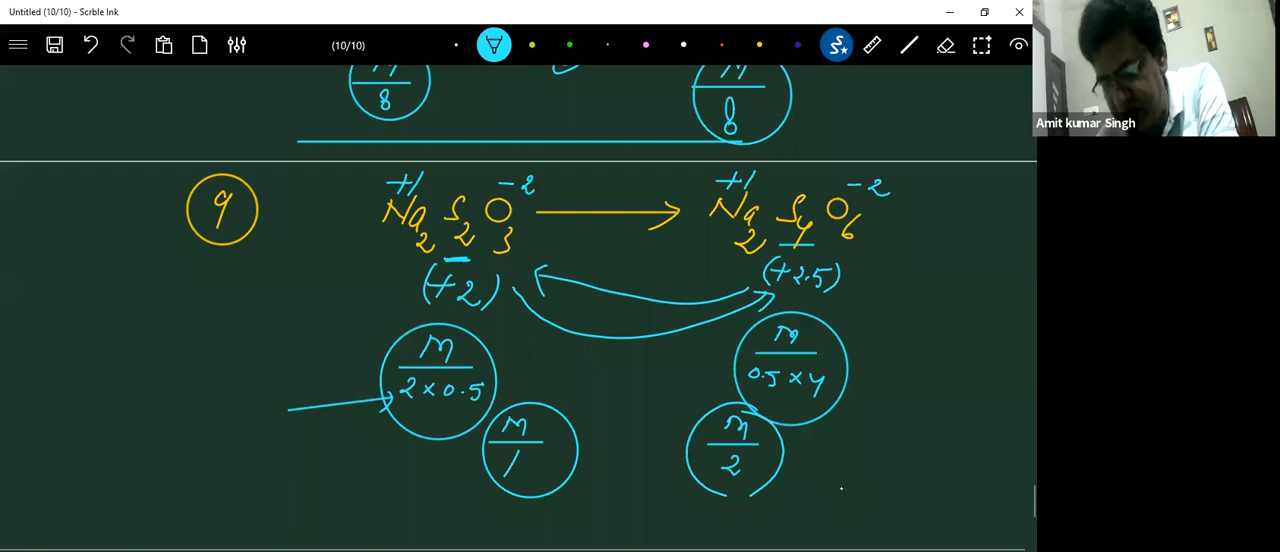 Untitled (10/10) - Scrble Ink
(10/10)
Amit kumar Singh
M/8 M/8
9 Na2S2O3 → Na2S4O6
+1 -2 +1 -2
(+2) (+2.5)
M/2×0.5 M/0.5×4
M/1 M/2